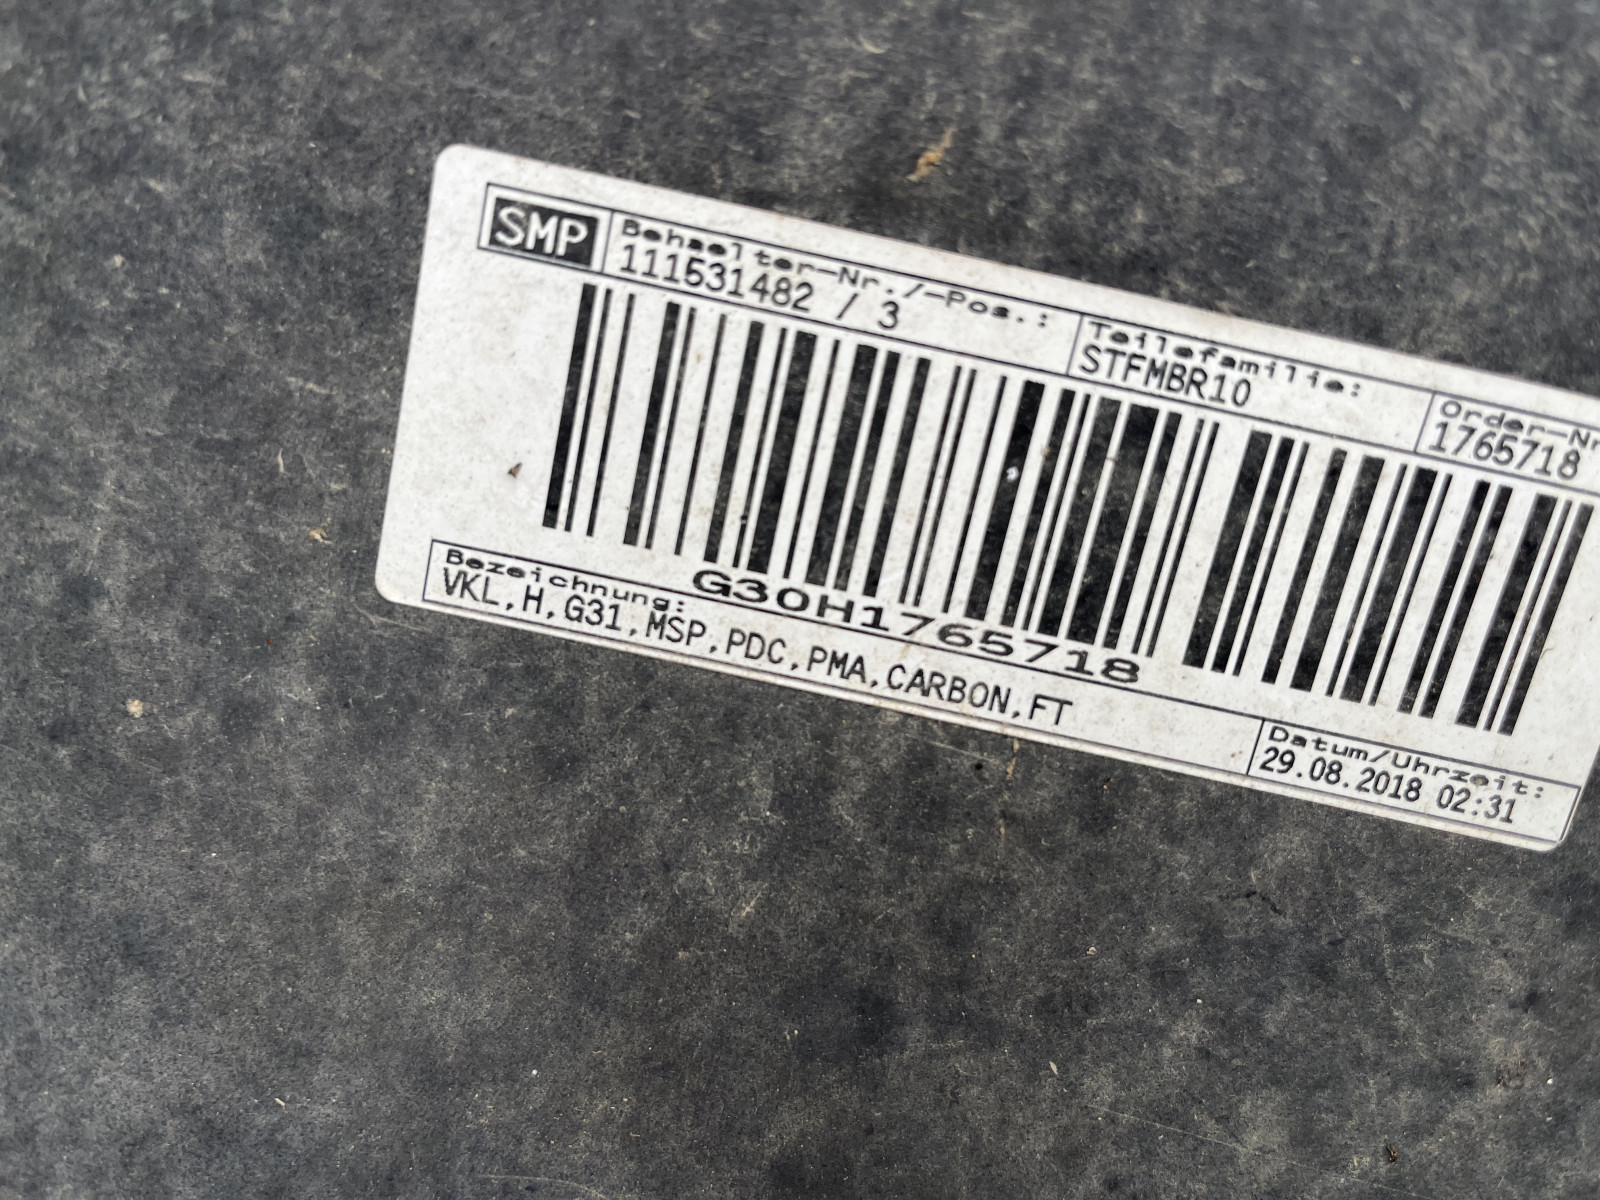 SMP
Behaelter-Nr./-Pos.:
111531482 / 3
Teilefamilie:
STFMBR10
Order-Nr
1765718
G30H1765718
Bezeichnung:
VKL,H,G31,MSP,PDC,PMA,CARBON,FT
Datum/Uhrzeit:
29.08.2018 02:31